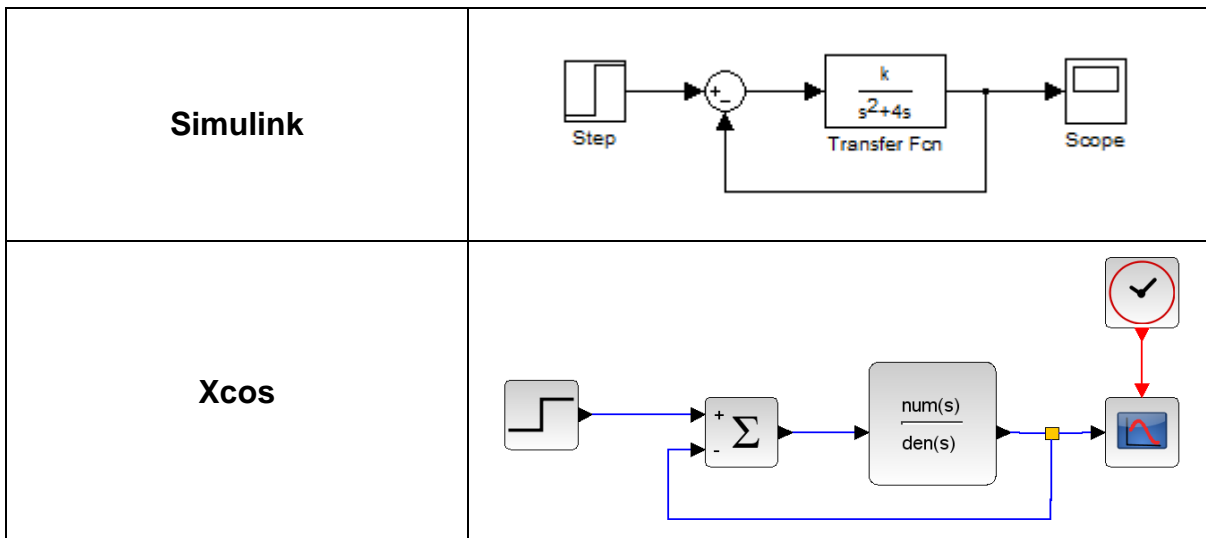 Simulink
Step
+
−
k
s²+4s
Transfer Fcn
Scope
Xcos
+
-
Σ
num(s)
den(s)